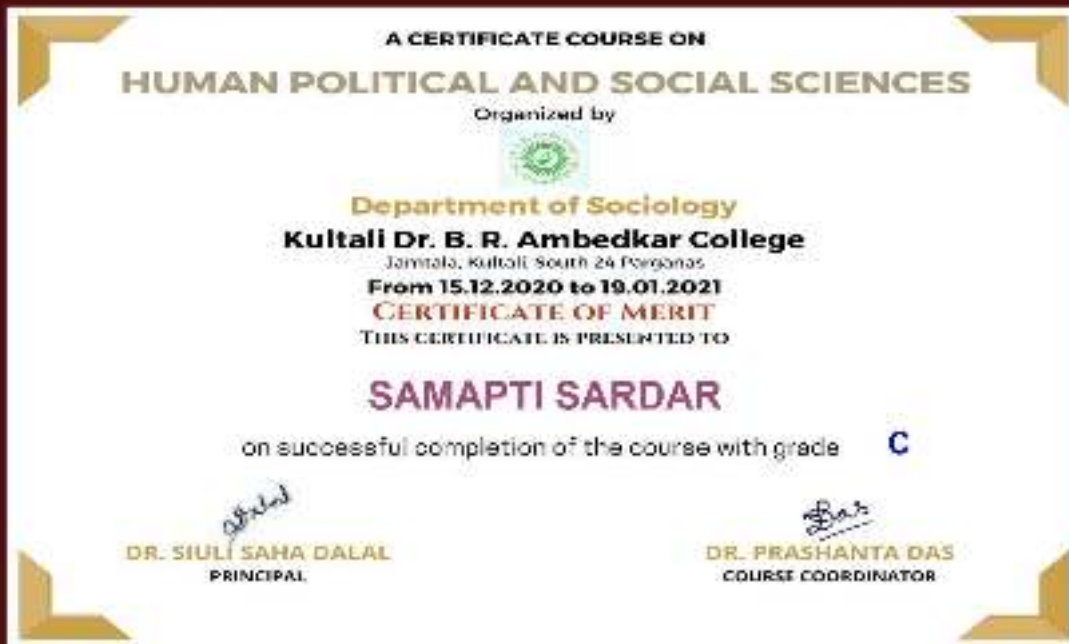 A CERTIFICATE COURSE ON
HUMAN POLITICAL AND SOCIAL SCIENCES
Organized by
Department of Sociology
Kultali Dr. B. R. Ambedkar College
Jamtala, Kultali, South 24 Parganas
From 15.12.2020 to 19.01.2021
CERTIFICATE OF MERIT
THIS CERTIFICATE IS PRESENTED TO
SAMAPTI SARDAR
on successful completion of the course with grade C
Das
DR. SIULI SAHA DALAL
DR. PRASHANTA DAS
PRINCIPAL
COURSE COORDINATOR